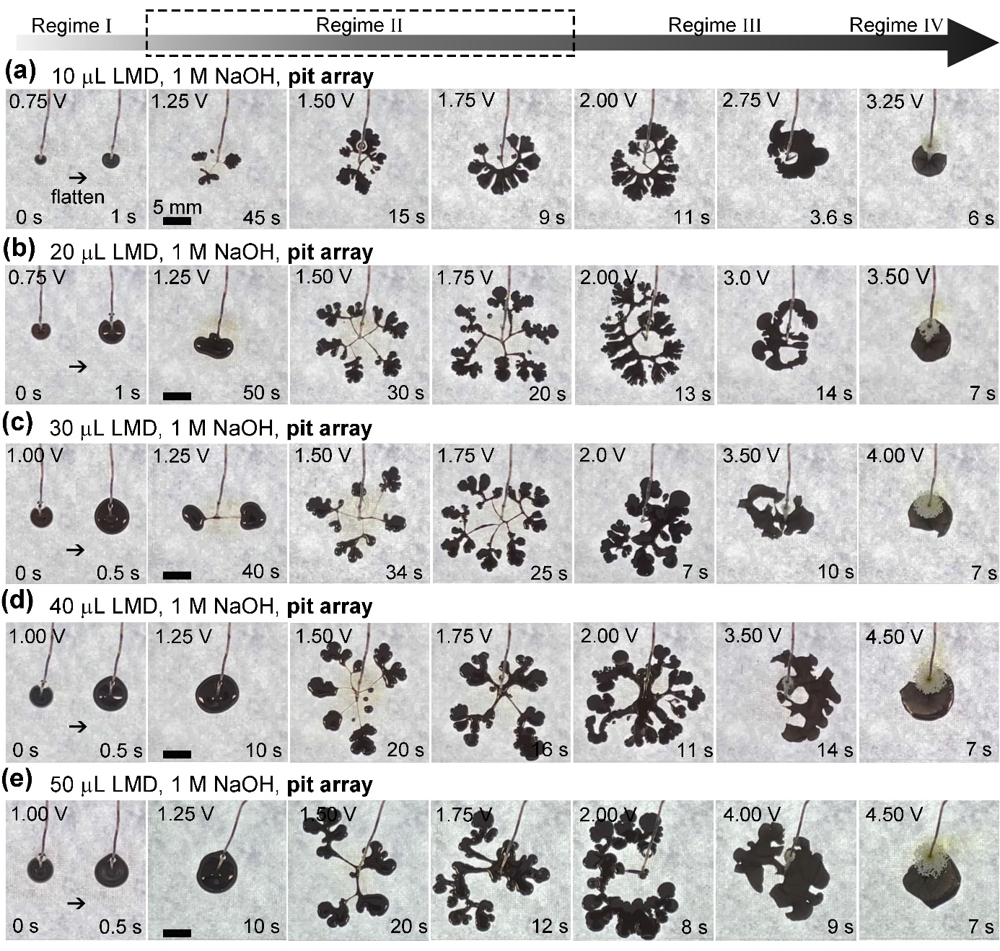 Regime I Regime II Regime III Regime IV
(a) 10 μL LMD, 1 M NaOH, pit array
0.75 V 1.25 V 1.50 V 1.75 V 2.00 V 2.75 V 3.25 V
→
flatten
5 mm
0 s 1 s 45 s 15 s 9 s 11 s 3.6 s 6 s
(b) 20 μL LMD, 1 M NaOH, pit array
0.75 V 1.25 V 1.50 V 1.75 V 2.00 V 3.0 V 3.50 V
→
0 s 1 s 50 s 30 s 20 s 13 s 14 s 7 s
(c) 30 μL LMD, 1 M NaOH, pit array
1.00 V 1.25 V 1.50 V 1.75 V 2.0 V 3.50 V 4.00 V
→
0 s 0.5 s 40 s 34 s 25 s 7 s 10 s 7 s
(d) 40 μL LMD, 1 M NaOH, pit array
1.00 V 1.25 V 1.50 V 1.75 V 2.00 V 3.50 V 4.50 V
→
0 s 0.5 s 10 s 20 s 16 s 11 s 14 s 7 s
(e) 50 μL LMD, 1 M NaOH, pit array
1.00 V 1.25 V 1.50 V 1.75 V 2.00 V 4.00 V 4.50 V
→
0 s 0.5 s 10 s 20 s 12 s 8 s 9 s 7 s